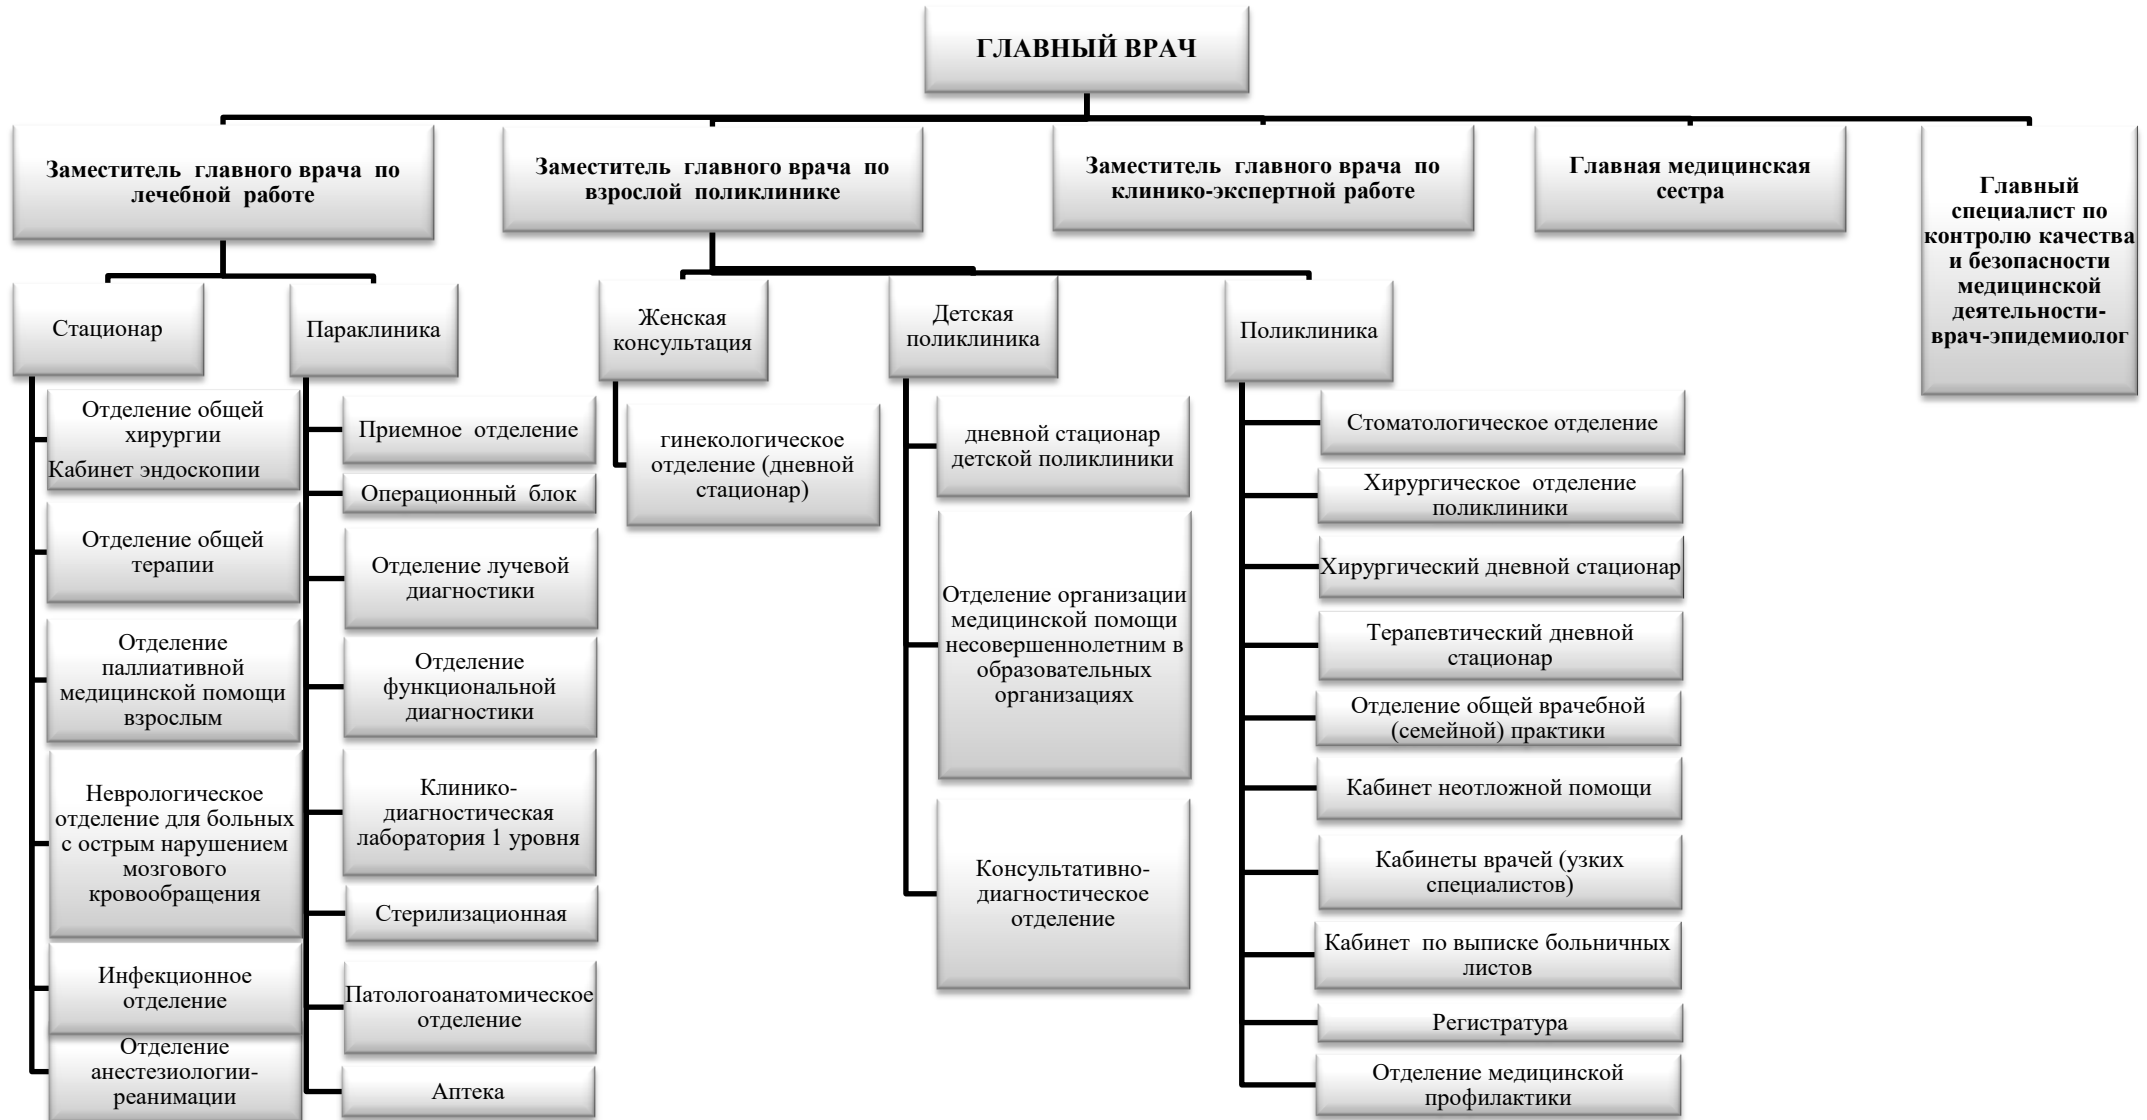 ГЛАВНЫЙ ВРАЧ
Заместитель главного врача по
лечебной работе
Заместитель главного врача по
взрослой поликлинике
Заместитель главного врача по
клинико-экспертной работе
Главная медицинская
сестра
Главный
специалист по
контролю качества
и безопасности
медицинской
деятельности-
врач-эпидемиолог
Стационар
Отделение общей
хирургии
Кабинет эндоскопии
Отделение общей
терапии
Отделение
паллиативной
медицинской помощи
взрослым
Неврологическое
отделение для больных
с острым нарушением
мозгового
кровообращения
Инфекционное
отделение
Отделение
анестезиологии-
реанимации
Параклиника
Приемное отделение
Операционный блок
Отделение лучевой
диагностики
Отделение
функциональной
диагностики
Клинико-
диагностическая
лаборатория 1 уровня
Стерилизационная
Патологоанатомическое
отделение
Аптека
Женская
консультация
гинекологическое
отделение (дневной
стационар)
Детская
поликлиника
дневной стационар
детской поликлиники
Отделение организации
медицинской помощи
несовершеннолетним в
образовательных
организациях
Консультативно-
диагностическое
отделение
Поликлиника
Стоматологическое отделение
Хирургическое отделение
поликлиники
Хирургический дневной стационар
Терапевтический дневной
стационар
Отделение общей врачебной
(семейной) практики
Кабинет неотложной помощи
Кабинеты врачей (узких
специалистов)
Кабинет по выписке больничных
листов
Регистратура
Отделение медицинской
профилактики